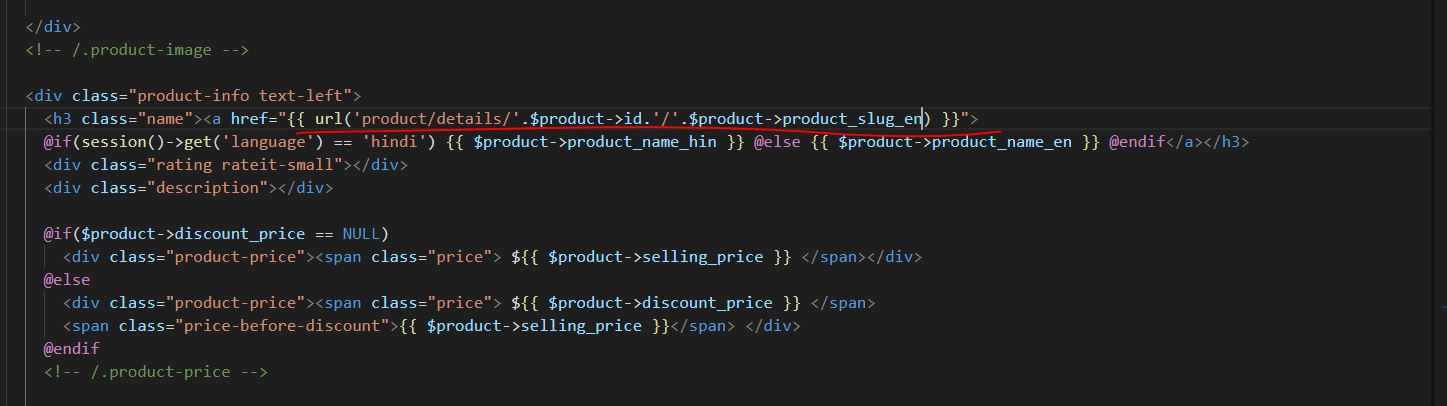 </div>
<!-- /.product-image -->
<div class="product-info text-left">
<h3 class="name"><a href="{{ url('product/details/'.$product->id.'/'.$product->product_slug_en) }}">
@if(session()->get('language') == 'hindi') {{ $product->product_name_hin }} @else {{ $product->product_name_en }} @endif</a></h3>
<div class="rating rateit-small"></div>
<div class="description"></div>
@if($product->discount_price == NULL)
<div class="product-price"><span class="price"> ${{ $product->selling_price }} </span></div>
@else
<div class="product-price"><span class="price"> ${{ $product->discount_price }} </span>
<span class="price-before-discount">{{ $product->selling_price }}</span> </div>
@endif
<!-- /.product-price -->